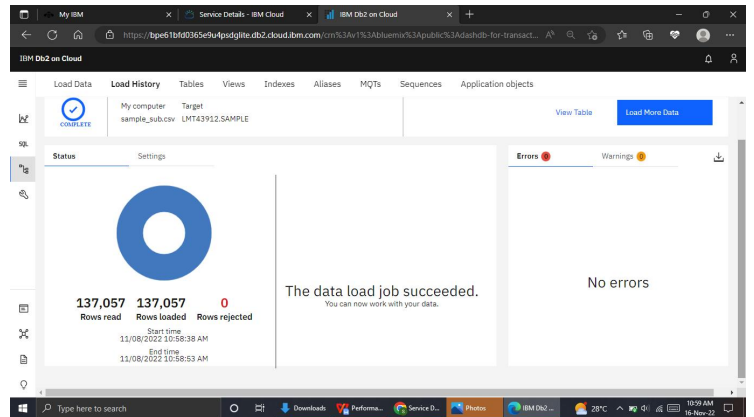 My IBM
Service Details - IBM Cloud
IBM Db2 on Cloud
https://bpe61bfd0365e9u4psdglite.db2.cloud.ibm.com/crn%3Av1%3Abluemix%3Apublic%3Adashdb-for-transact...
IBM Db2 on Cloud
Load Data Load History Tables Views Indexes Aliases MQTs Sequences Application objects
COMPLETE
My computer Target
sample_sub.csv LMT43912.SAMPLE
View Table
Load More Data
SQL
Status Settings
Errors 0 Warnings 0
137,057 137,057 0
Rows read Rows loaded Rows rejected
Start time
11/08/2022 10:58:38 AM
End time
11/08/2022 10:58:53 AM
The data load job succeeded.
You can now work with your data.
No errors
Type here to search
Downloads
Performa...
Service D...
Photos
IBM Db2 ...
28°C
10:59 AM
16-Nov-22